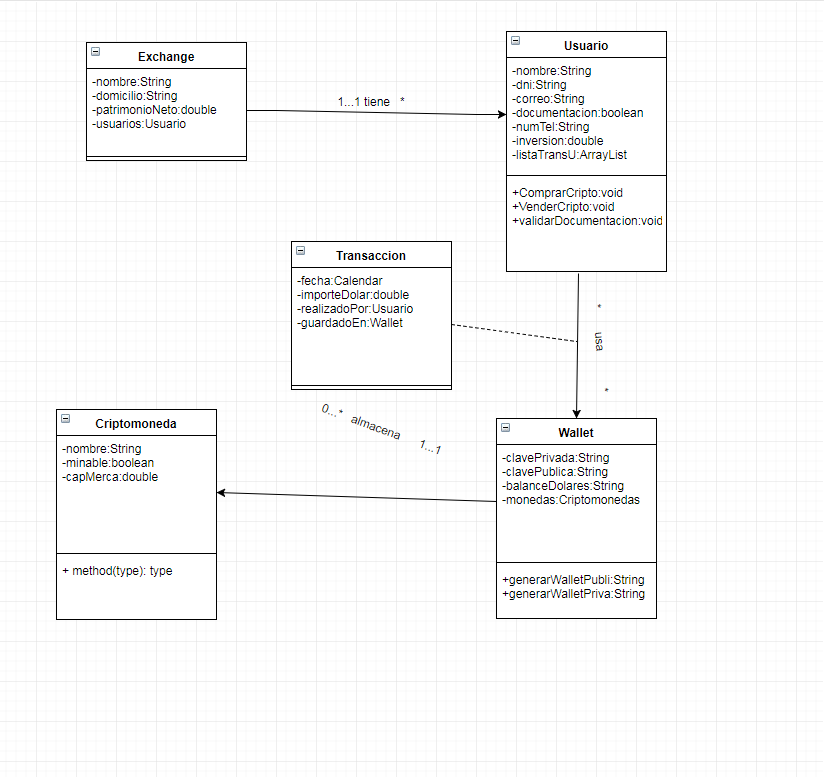 Exchange
-nombre:String
-domicilio:String
-patrimonioNeto:double
-usuarios:Usuario
1...1 tiene *
Usuario
-nombre:String
-dni:String
-correo:String
-documentacion:boolean
-numTel:String
-inversion:double
-listaTransU:ArrayList
+ComprarCripto:void
+VenderCripto:void
+validarDocumentacion:void
Transaccion
-fecha:Calendar
-importeDolar:double
-realizadoPor:Usuario
-guardadoEn:Wallet
* usa *
0...* almacena 1...1
Criptomoneda
-nombre:String
-minable:boolean
-capMerca:double
+ method(type): type
Wallet
-clavePrivada:String
-clavePublica:String
-balanceDolares:String
-monedas:Criptomonedas
+generarWalletPubli:String
+generarWalletPriva:String